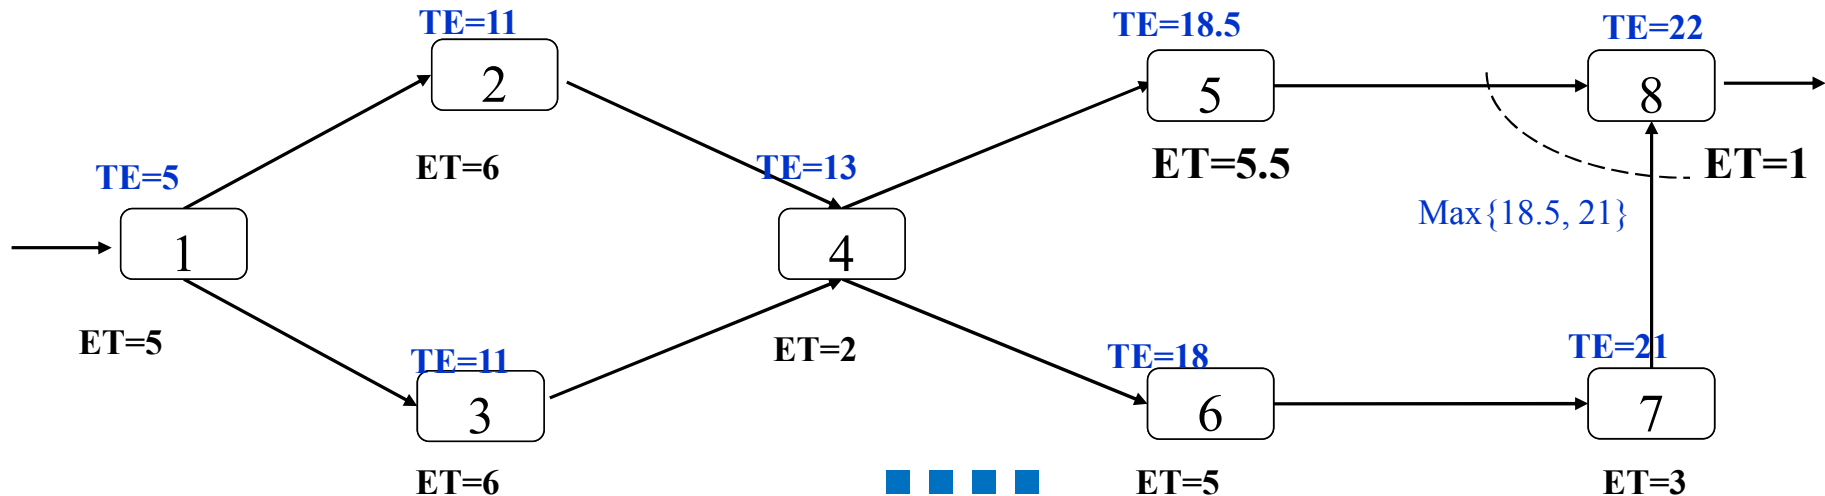 TE=11
2
ET=6
TE=5
1
ET=5
TE=11
3
ET=6
TE=13
4
ET=2
TE=18.5
5
ET=5.5
TE=22
8
ET=1
Max{18.5, 21}
TE=18
6
ET=5
TE=21
7
ET=3